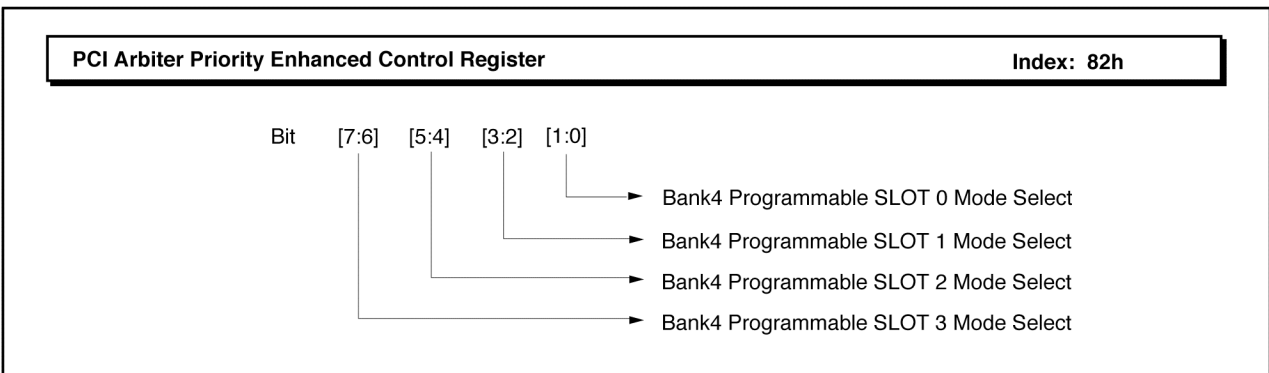 PCI Arbiter Priority Enhanced Control Register Index: 82h
Bit [7:6] [5:4] [3:2] [1:0]
Bank4 Programmable SLOT 0 Mode Select
Bank4 Programmable SLOT 1 Mode Select
Bank4 Programmable SLOT 2 Mode Select
Bank4 Programmable SLOT 3 Mode Select